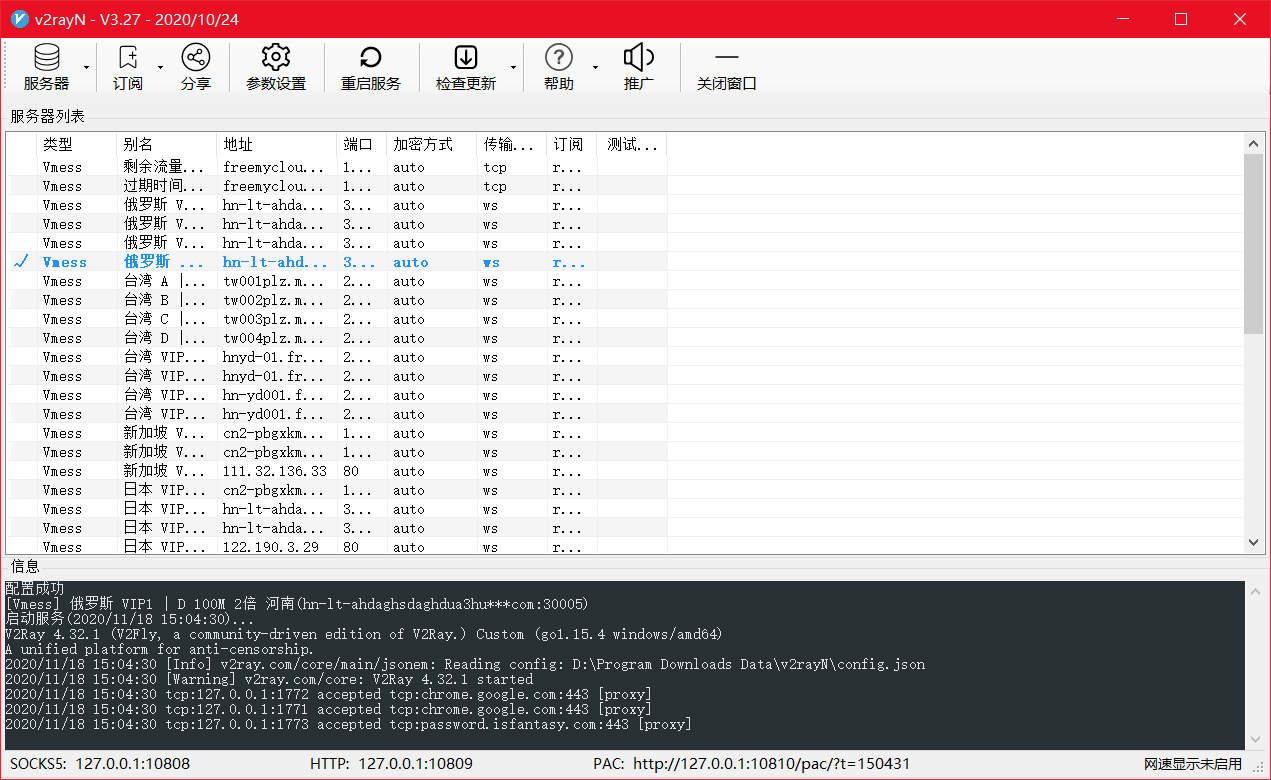 v2rayN - V3.27 - 2020/10/24
服务器 订阅 分享 参数设置 重启服务 检查更新 帮助 推广 关闭窗口
服务器列表
类型 别名 地址 端口 加密方式 传输... 订阅 测试...
Vmess 剩余流量... freemyclou... 1... auto tcp r...
Vmess 过期时间... freemyclou... 1... auto tcp r...
Vmess 俄罗斯 V... hn-lt-ahda... 3... auto ws r...
Vmess 俄罗斯 V... hn-lt-ahda... 3... auto ws r...
Vmess 俄罗斯 V... hn-lt-ahda... 3... auto ws r...
Vmess 俄罗斯 ... hn-lt-ahd... 3... auto ws r...
Vmess 台湾 A |... tw001plz.m... 2... auto ws r...
Vmess 台湾 B |... tw002plz.m... 2... auto ws r...
Vmess 台湾 C |... tw003plz.m... 2... auto ws r...
Vmess 台湾 D |... tw004plz.m... 2... auto ws r...
Vmess 台湾 VIP... hnyd-01.fr... 2... auto ws r...
Vmess 台湾 VIP... hnyd-01.fr... 2... auto ws r...
Vmess 台湾 VIP... hn-yd001.f... 2... auto ws r...
Vmess 台湾 VIP... hn-yd001.f... 2... auto ws r...
Vmess 新加坡 V... cn2-pbgxkm... 1... auto ws r...
Vmess 新加坡 V... cn2-pbgxkm... 1... auto ws r...
Vmess 新加坡 V... 111.32.136.33 80 auto ws r...
Vmess 日本 VIP... cn2-pbgxkm... 1... auto ws r...
Vmess 日本 VIP... hn-lt-ahda... 3... auto ws r...
Vmess 日本 VIP... hn-lt-ahda... 3... auto ws r...
Vmess 日本 VIP... 122.190.3.29 80 auto ws r...
信息
配置成功
[Vmess] 俄罗斯 VIP1 | D 100M 2倍 河南(hn-lt-ahdaghsdaghdua3hu***com:30005)
启动服务(2020/11/18 15:04:30)...
V2Ray 4.32.1 (V2Fly, a community-driven edition of V2Ray.) Custom (go1.15.4 windows/amd64)
A unified platform for anti-censorship.
2020/11/18 15:04:30 [Info] v2ray.com/core/main/jsonem: Reading config: D:\Program Downloads Data\v2rayN\config.json
2020/11/18 15:04:30 [Warning] v2ray.com/core: V2Ray 4.32.1 started
2020/11/18 15:04:30 tcp:127.0.0.1:1772 accepted tcp:chrome.google.com:443 [proxy]
2020/11/18 15:04:30 tcp:127.0.0.1:1771 accepted tcp:chrome.google.com:443 [proxy]
2020/11/18 15:04:30 tcp:127.0.0.1:1773 accepted tcp:password.isfantasy.com:443 [proxy]
SOCKS5: 127.0.0.1:10808 HTTP: 127.0.0.1:10809 PAC: http://127.0.0.1:10810/pac/?t=150431 网速显示未启用